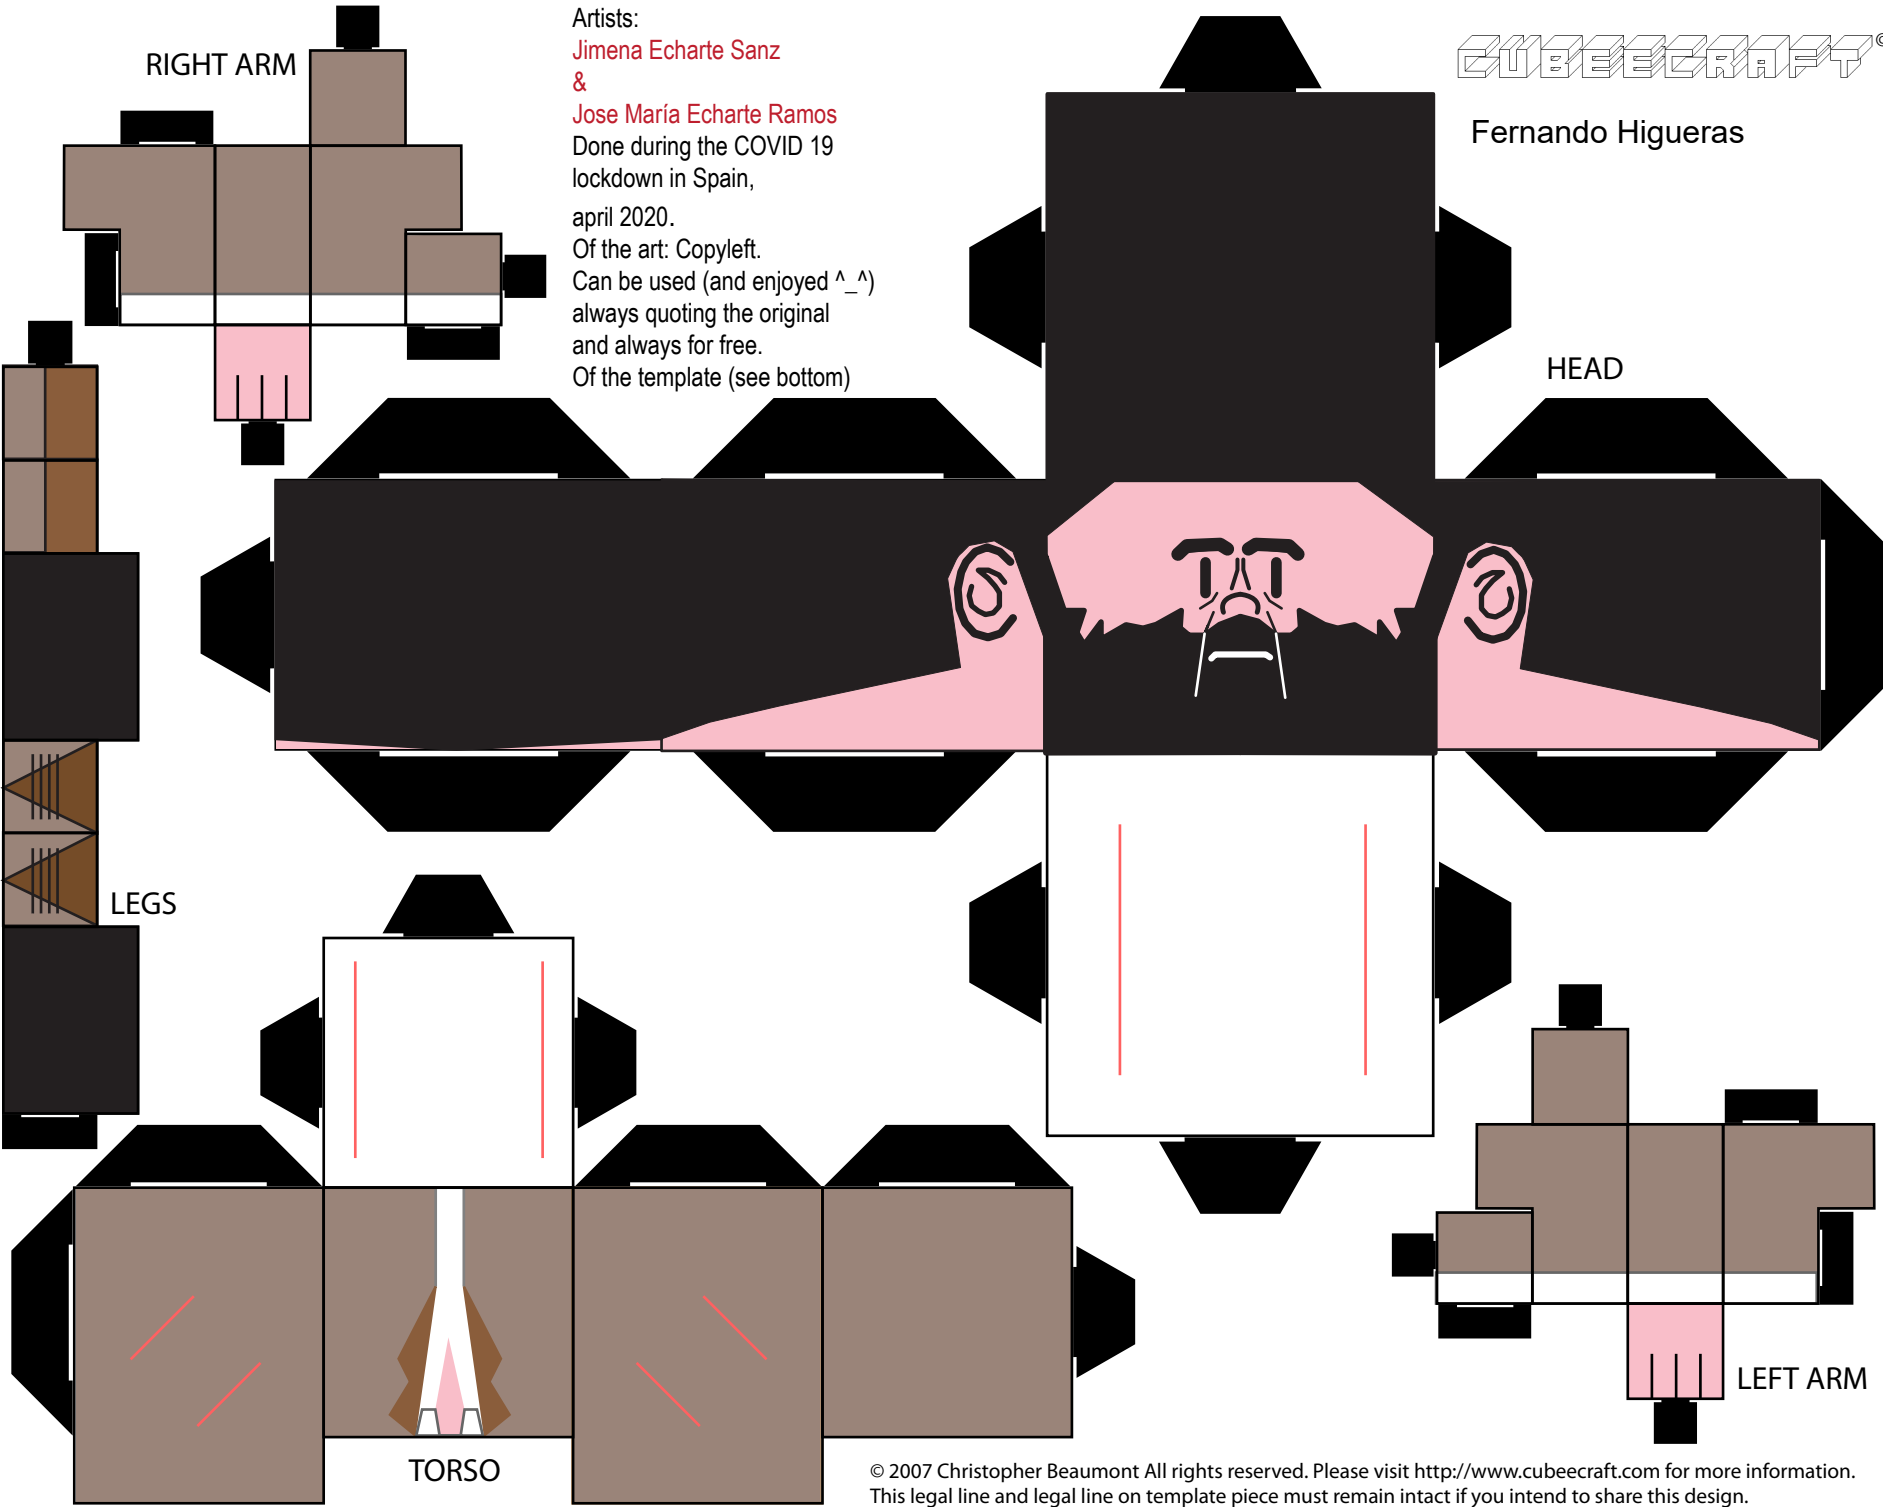 RIGHT ARM
Artists:
Jimena Echarte Sanz
&
Jose María Echarte Ramos
Done during the COVID 19
lockdown in Spain,
april 2020.
Of the art: Copyleft.
Can be used (and enjoyed ^_^)
always quoting the original
and always for free.
Of the template (see bottom)
CUBEECRAFT©
Fernando Higueras
HEAD
LEGS
TORSO
LEFT ARM
© 2007 Christopher Beaumont All rights reserved. Please visit http://www.cubeecraft.com for more information.
This legal line and legal line on template piece must remain intact if you intend to share this design.